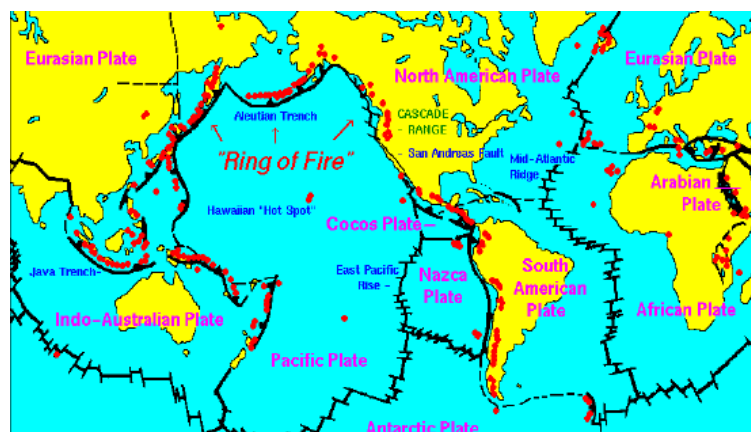 Eurasian Plate
North American Plate
Eurasian Plate
Aleutian Trench
"Ring of Fire"
CASCADE
RANGE
San Andreas Fault
Mid-Atlantic
Ridge
Arabian
Plate
Hawaiian "Hot Spot"
Cocos Plate
Java Trench
East Pacific
Rise
Nazca
Plate
South
American
Plate
Indo-Australian Plate
African Plate
Pacific Plate
Antarctic Plate